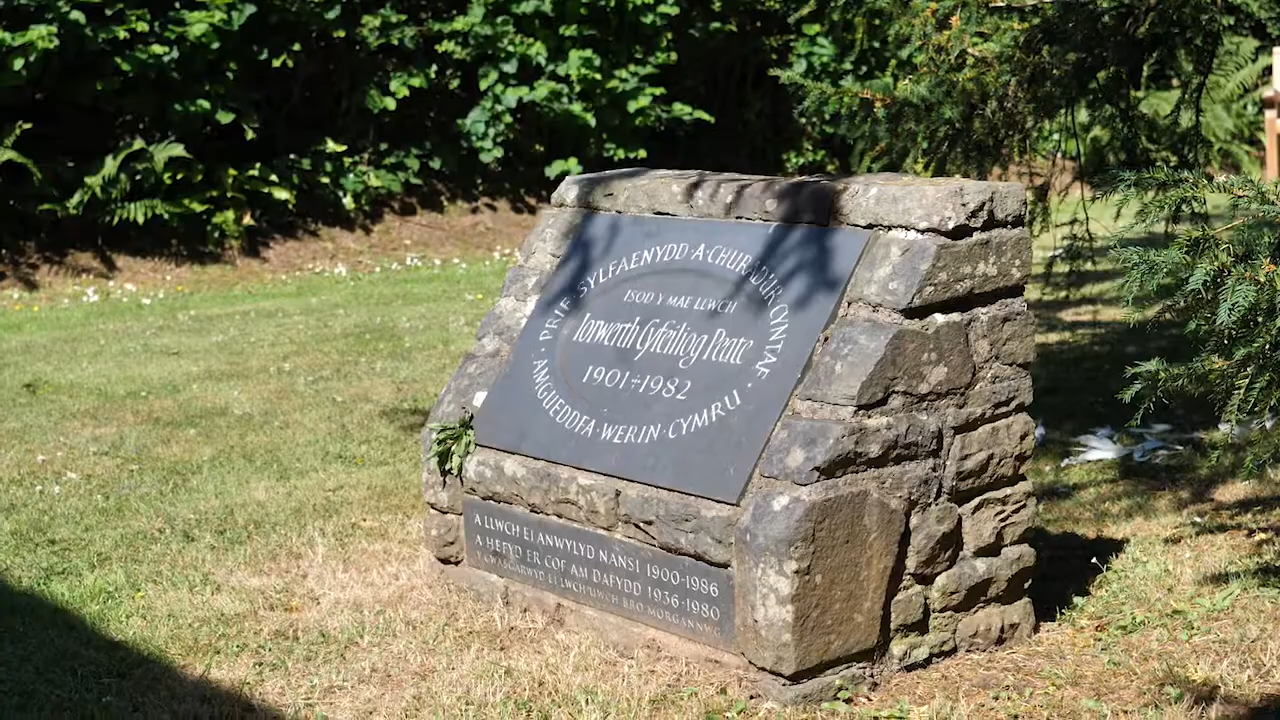 PRIF · SYLFAENYDD · A · CHURADUR · CYNTAF ·
AMGUEDDFA · WERIN · CYMRU ·
ISOD Y MAE LLWCH
Iorwerth Cyfeiliog Peate
1901÷1982
A LLWCH EI ANWYLYD NANSI 1900-1986
A HEFYD ER COF AM DAFYDD 1936-1980
Y GWASGARWYD EI LWCH UWCH BRO MORGANNWG